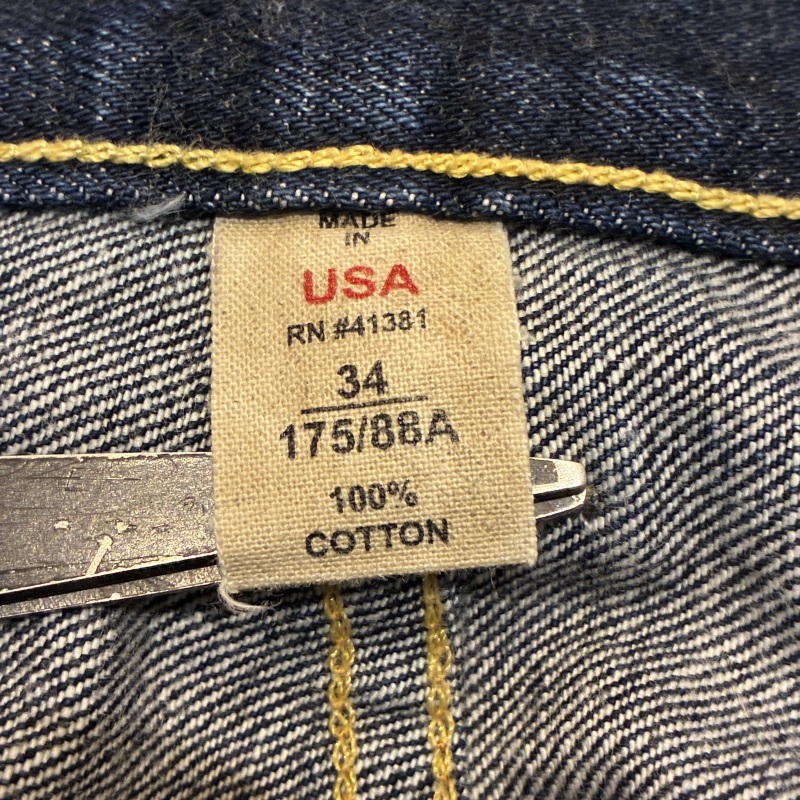 MADE
IN
USA
RN #41381
34
175/88A
100%
COTTON